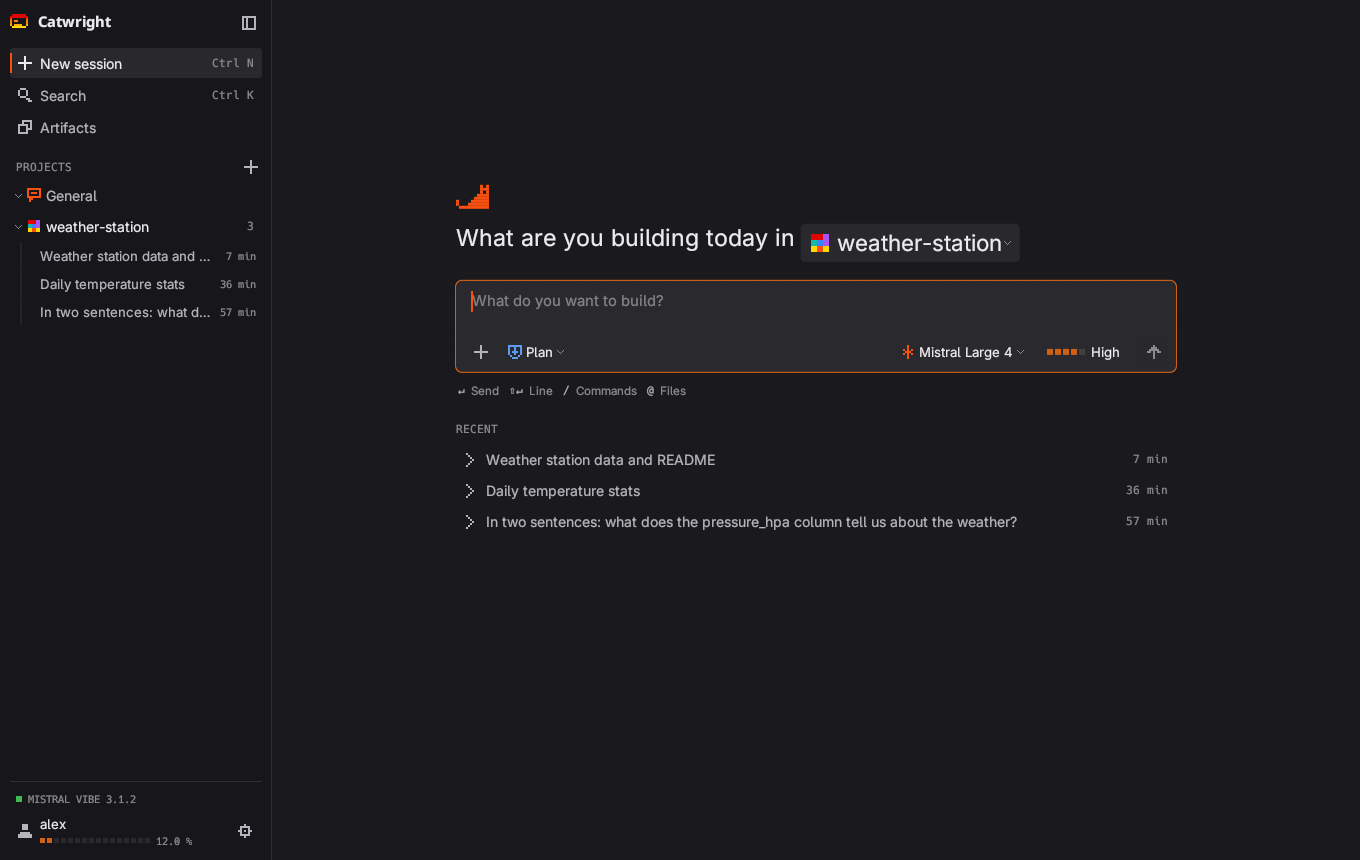 Catwright
New session Ctrl N
Search Ctrl K
Artifacts
PROJECTS
General
weather-station 3
Weather station data and ... 7 min
Daily temperature stats 36 min
In two sentences: what d... 57 min
MISTRAL VIBE 3.1.2
alex
12.0 %
What are you building today in weather-station
What do you want to build?
Plan Mistral Large 4 High
↵ Send ⇧↵ Line / Commands @ Files
RECENT
Weather station data and README 7 min
Daily temperature stats 36 min
In two sentences: what does the pressure_hpa column tell us about the weather? 57 min